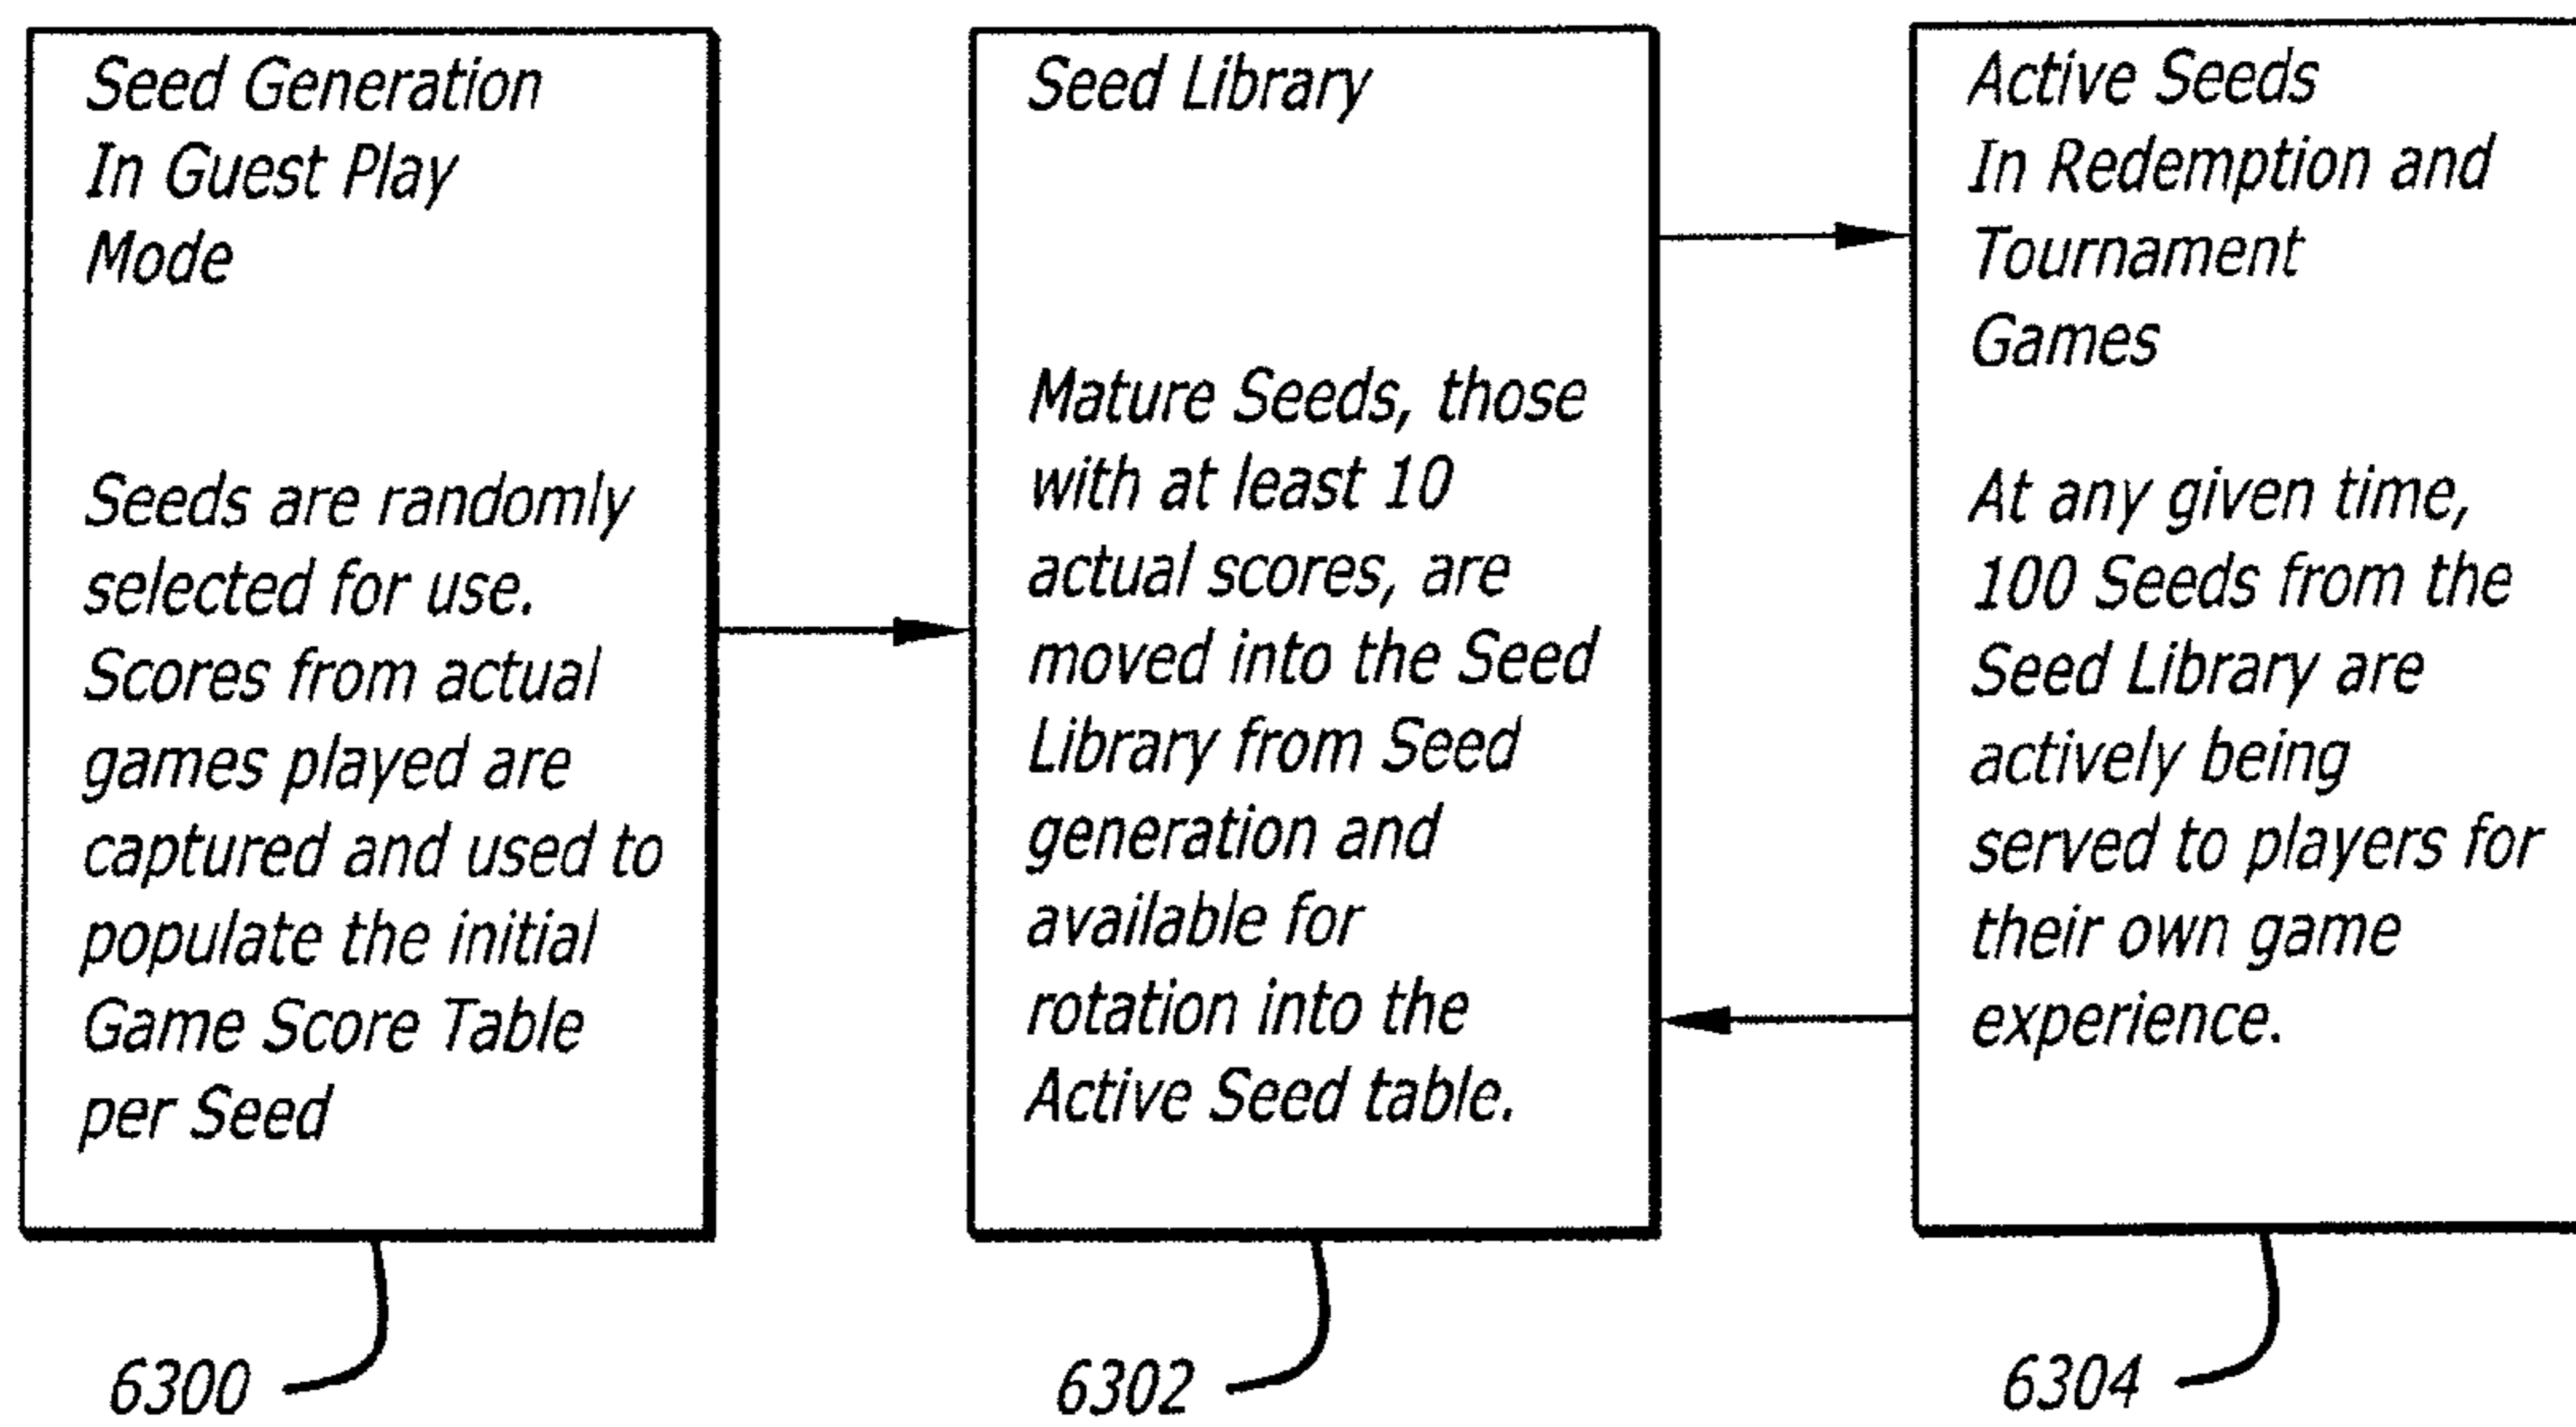 Seed Generation
In Guest Play
Mode
Seeds are randomly
selected for use.
Scores from actual
games played are
captured and used to
populate the initial
Game Score Table
per Seed
6300
Seed Library
Mature Seeds, those
with at least 10
actual scores, are
moved into the Seed
Library from Seed
generation and
available for
rotation into the
Active Seed table.
6302
Active Seeds
In Redemption and
Tournament
Games
At any given time,
100 Seeds from the
Seed Library are
actively being
served to players for
their own game
experience.
6304